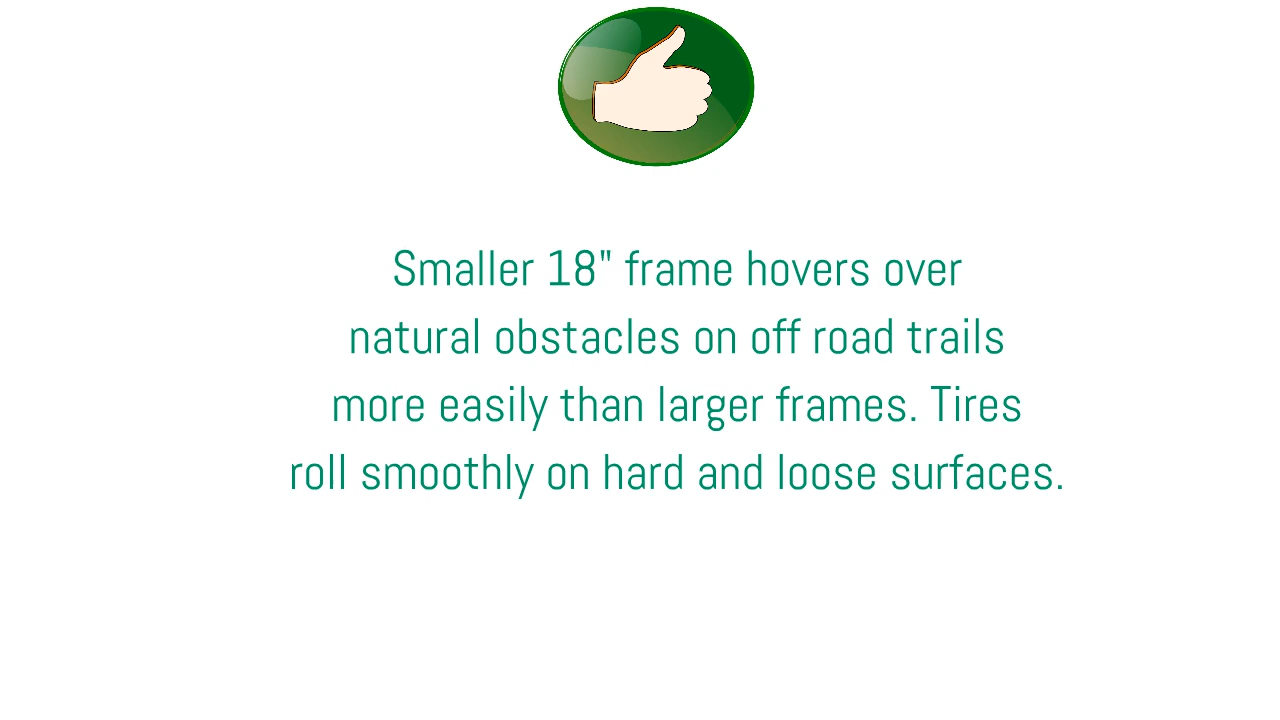 Smaller 18" frame hovers over
natural obstacles on off road trails
more easily than larger frames. Tires
roll smoothly on hard and loose surfaces.